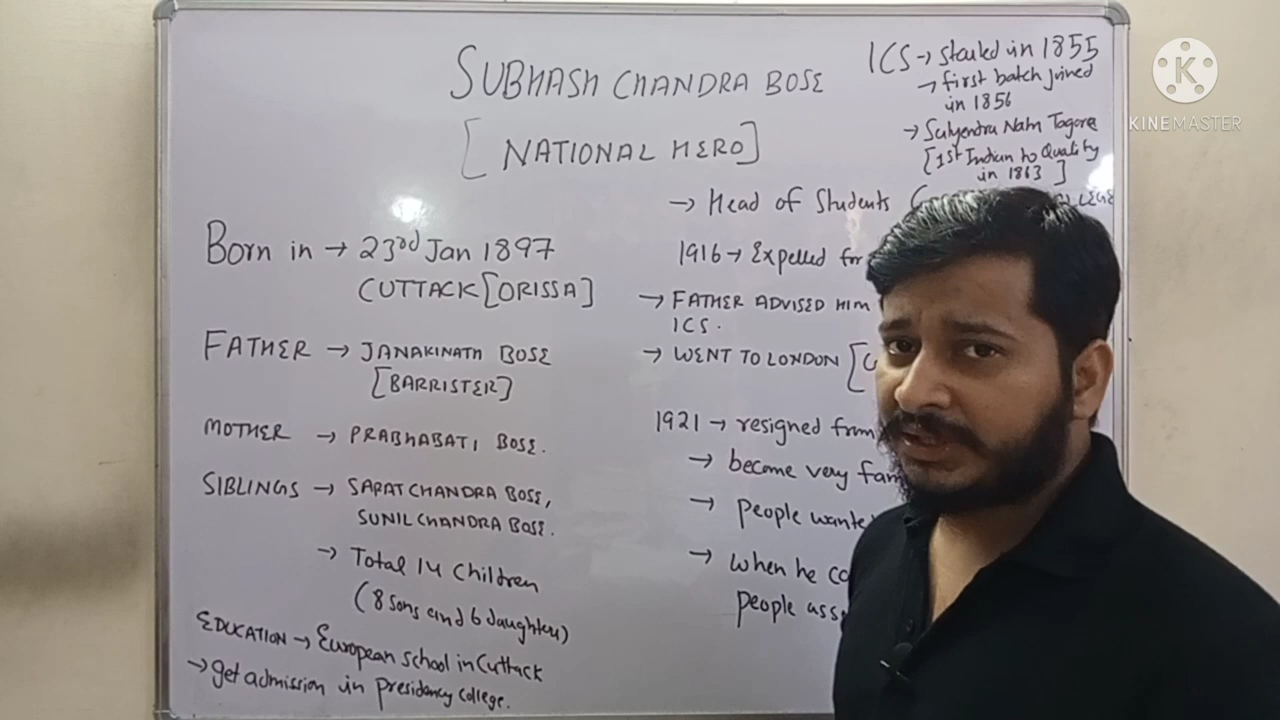 SUBHASH CHANDRA BOSE
[NATIONAL HERO]
Born in → 23rd Jan 1897
CUTTACK [ORISSA]
FATHER → JANAKINATH BOSE
[BARRISTER]
MOTHER → PRABHABATI BOSE.
SIBLINGS → SARAT CHANDRA BOSE,
SUNIL CHANDRA BOSE.
→ Total 14 Children
(8 sons and 6 daughters)
EDUCATION → European school in Cuttack
→ get admission in presidency college.
ICS → started in 1855
→ first batch joined
in 1856
→ Satyendra Nath Tagore
[1st Indian to Qualify
in 1863]
→ Head of Students
1916 → Expelled for
→ FATHER ADVISED HIM
ICS.
→ WENT TO LONDON [
1921 → resigned from
→ become very
→ people
→ when he
people
K
KINEMASTER